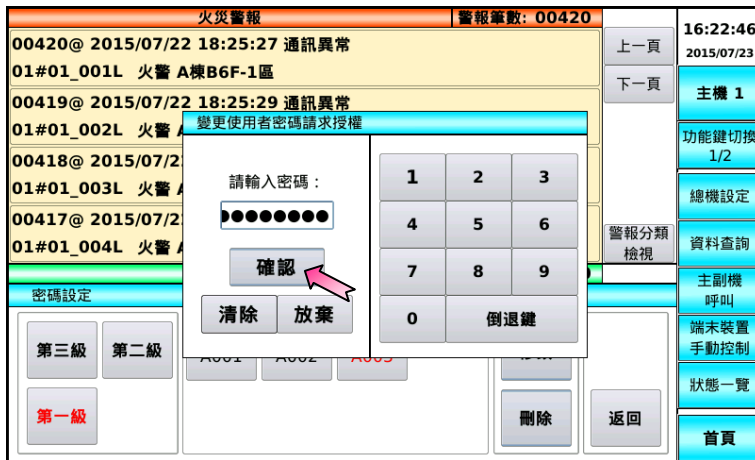 火災警報
警報筆數: 00420
16:22:46
2015/07/23
00420@ 2015/07/22 18:25:27 通訊異常
01#01_001L 火警 A棟B6F-1區
上一頁
00419@ 2015/07/22 18:25:29 通訊異常
01#01_002L 火警
下一頁
00418@ 2015/07/2
01#01_003L 火警
00417@ 2015/07/2
01#01_004L 火警
警報分類
檢視
變更使用者密碼請求授權
請輸入密碼：
●●●●●●●●
確認
清除
放棄
1
2
3
4
5
6
7
8
9
0
倒退鍵
密碼設定
第三級
第二級
第一級
刪除
返回
主機 1
功能鍵切換
1/2
總機設定
資料查詢
主副機
呼叫
端末裝置
手動控制
狀態一覽
首頁